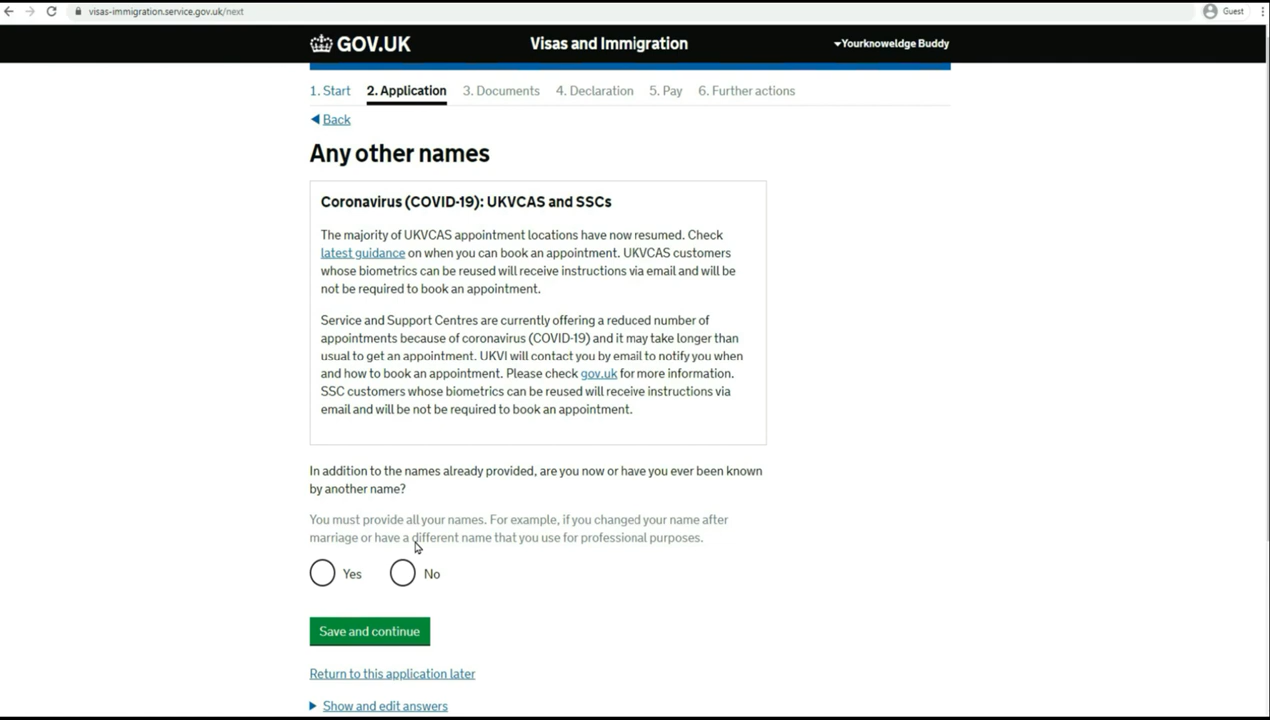 visas-immigration.service.gov.uk/next
Guest
GOV.UK
Visas and Immigration
Yourknoweldge Buddy
1. Start
2. Application
3. Documents
4. Declaration
5. Pay
6. Further actions
Back
Any other names
Coronavirus (COVID-19): UKVCAS and SSCs
The majority of UKVCAS appointment locations have now resumed. Check
latest guidance on when you can book an appointment. UKVCAS customers
whose biometrics can be reused will receive instructions via email and will be
not be required to book an appointment.
Service and Support Centres are currently offering a reduced number of
appointments because of coronavirus (COVID-19) and it may take longer than
usual to get an appointment. UKVI will contact you by email to notify you when
and how to book an appointment. Please check gov.uk for more information.
SSC customers whose biometrics can be reused will receive instructions via
email and will be not be required to book an appointment.
In addition to the names already provided, are you now or have you ever been known
by another name?
You must provide all your names. For example, if you changed your name after
marriage or have a different name that you use for professional purposes.
Yes
No
Save and continue
Return to this application later
Show and edit answers